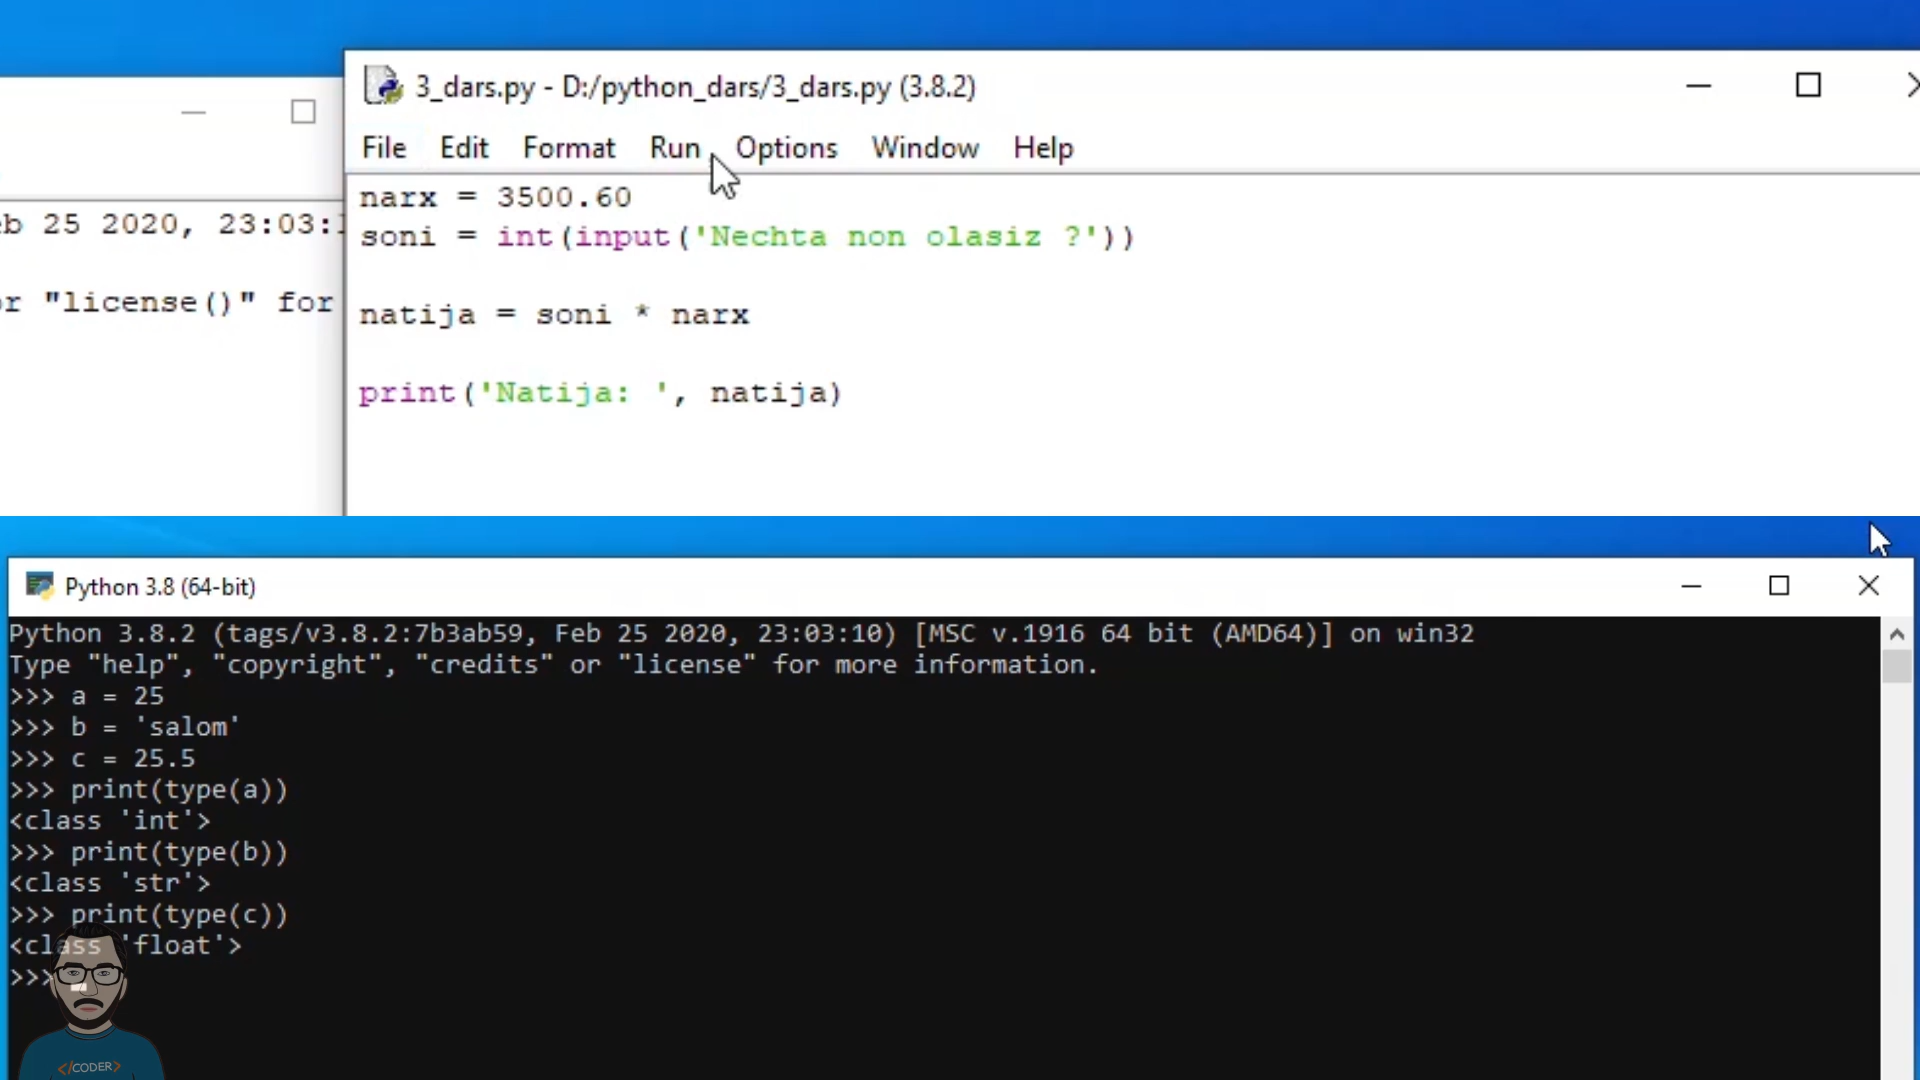 3_dars.py - D:/python_dars/3_dars.py (3.8.2)
File Edit Format Run Options Window Help
eb 25 2020, 23:03:1
or "license()" for
narx = 3500.60
soni = int(input('Nechta non olasiz ?'))
natija = soni * narx
print('Natija: ', natija)
Python 3.8 (64-bit)
Python 3.8.2 (tags/v3.8.2:7b3ab59, Feb 25 2020, 23:03:10) [MSC v.1916 64 bit (AMD64)] on win32
Type "help", "copyright", "credits" or "license" for more information.
>>> a = 25
>>> b = 'salom'
>>> c = 25.5
>>> print(type(a))
<class 'int'>
>>> print(type(b))
<class 'str'>
>>> print(type(c))
<class 'float'>
>>>
</CODER>